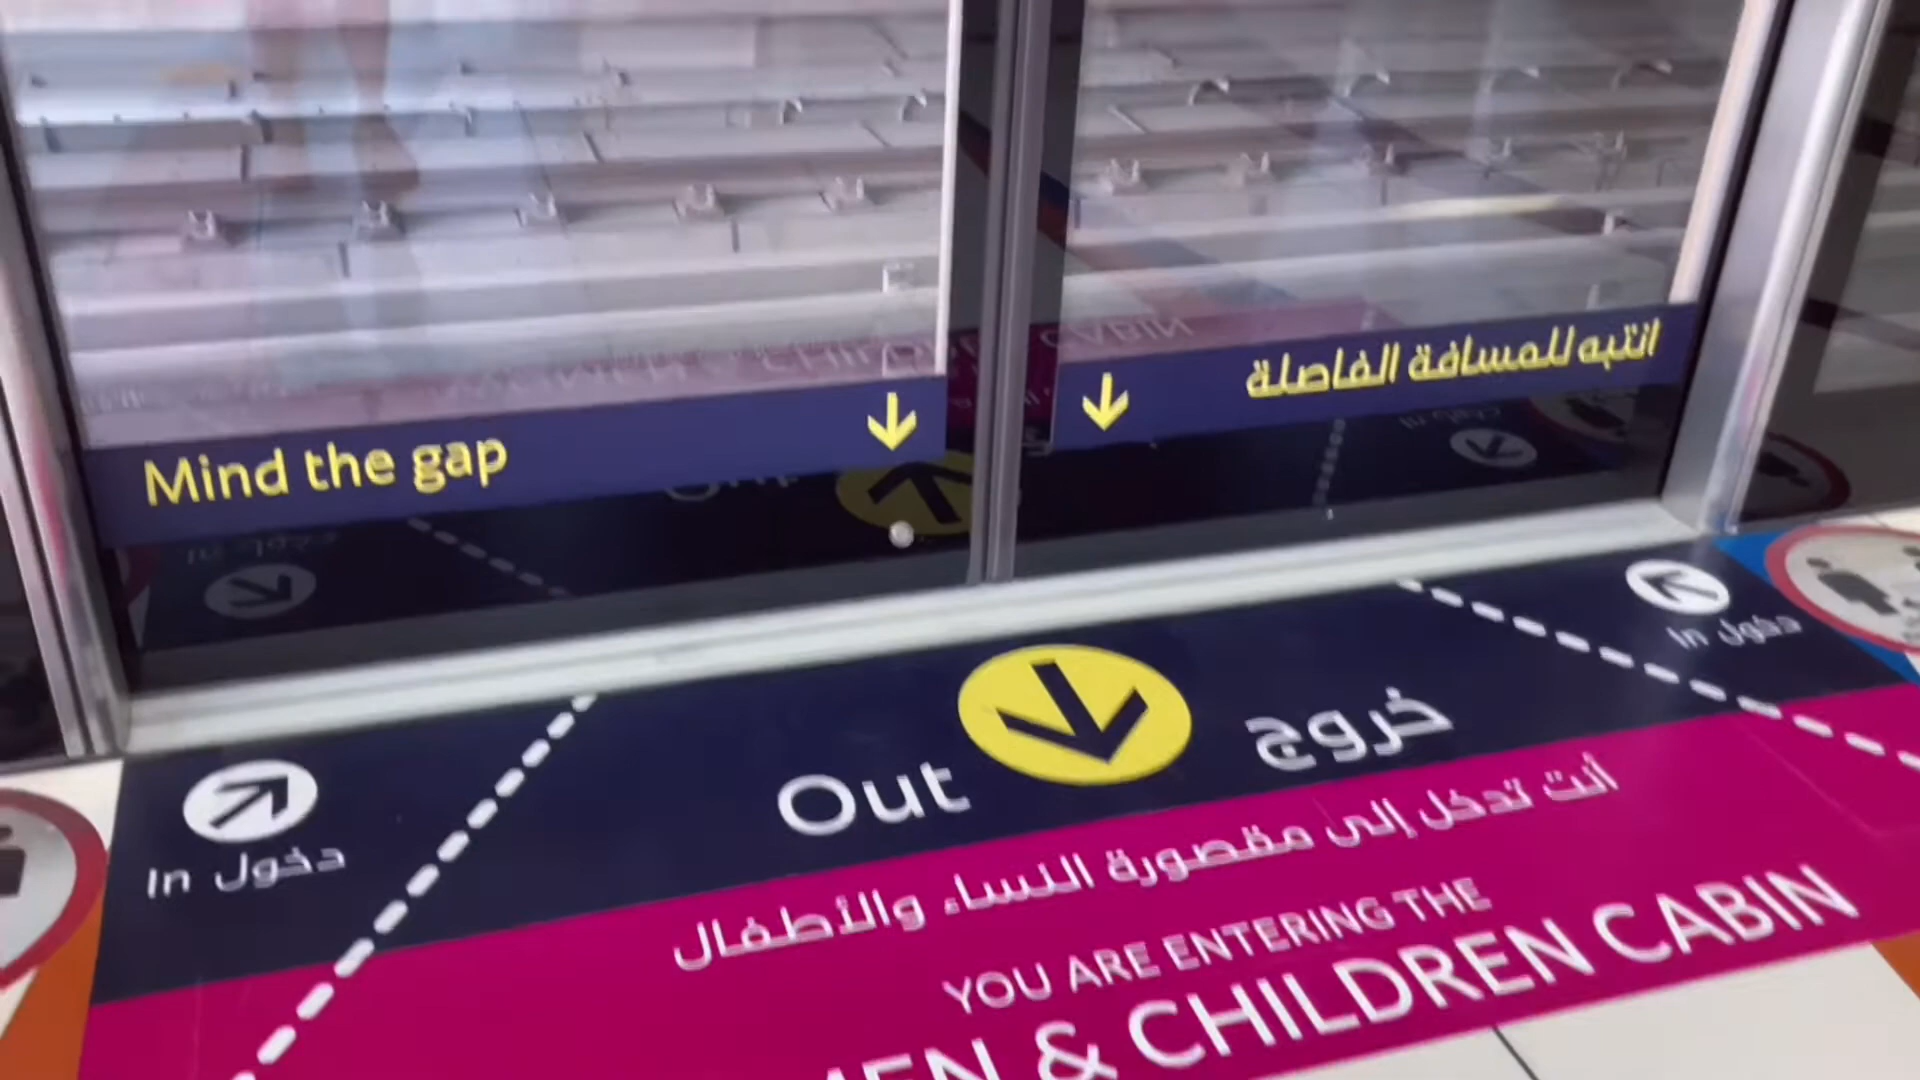 Mind the gap
انتبه للمسافة الفاصلة
In دخول
Out خروج
In دخول
أنت تدخل إلى مقصورة النساء والأطفال
YOU ARE ENTERING THE
& CHILDREN CABIN